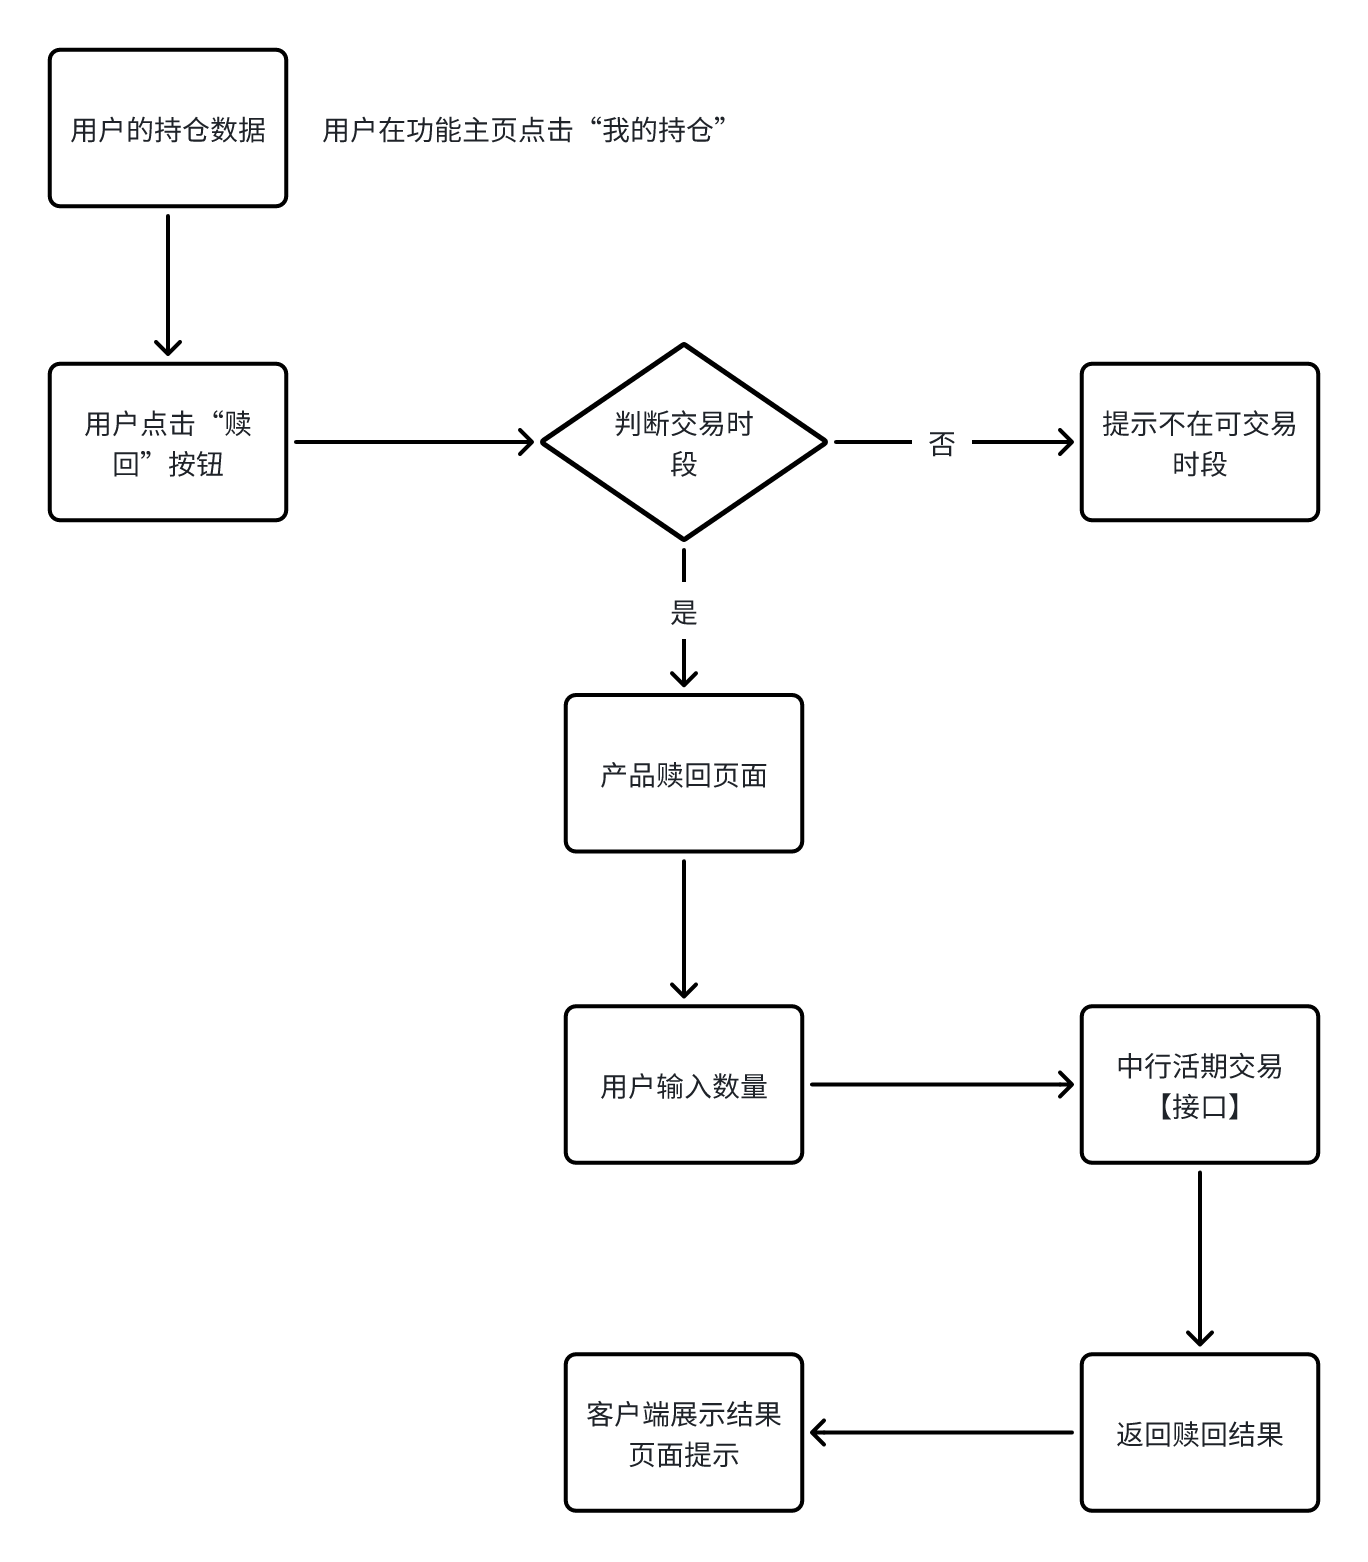 用户的持仓数据
用户在功能主页点击“我的持仓”
用户点击“赎
回”按钮
判断交易时
段
否
提示不在可交易
时段
是
产品赎回页面
用户输入数量
中行活期交易
【接口】
客户端展示结果
页面提示
返回赎回结果